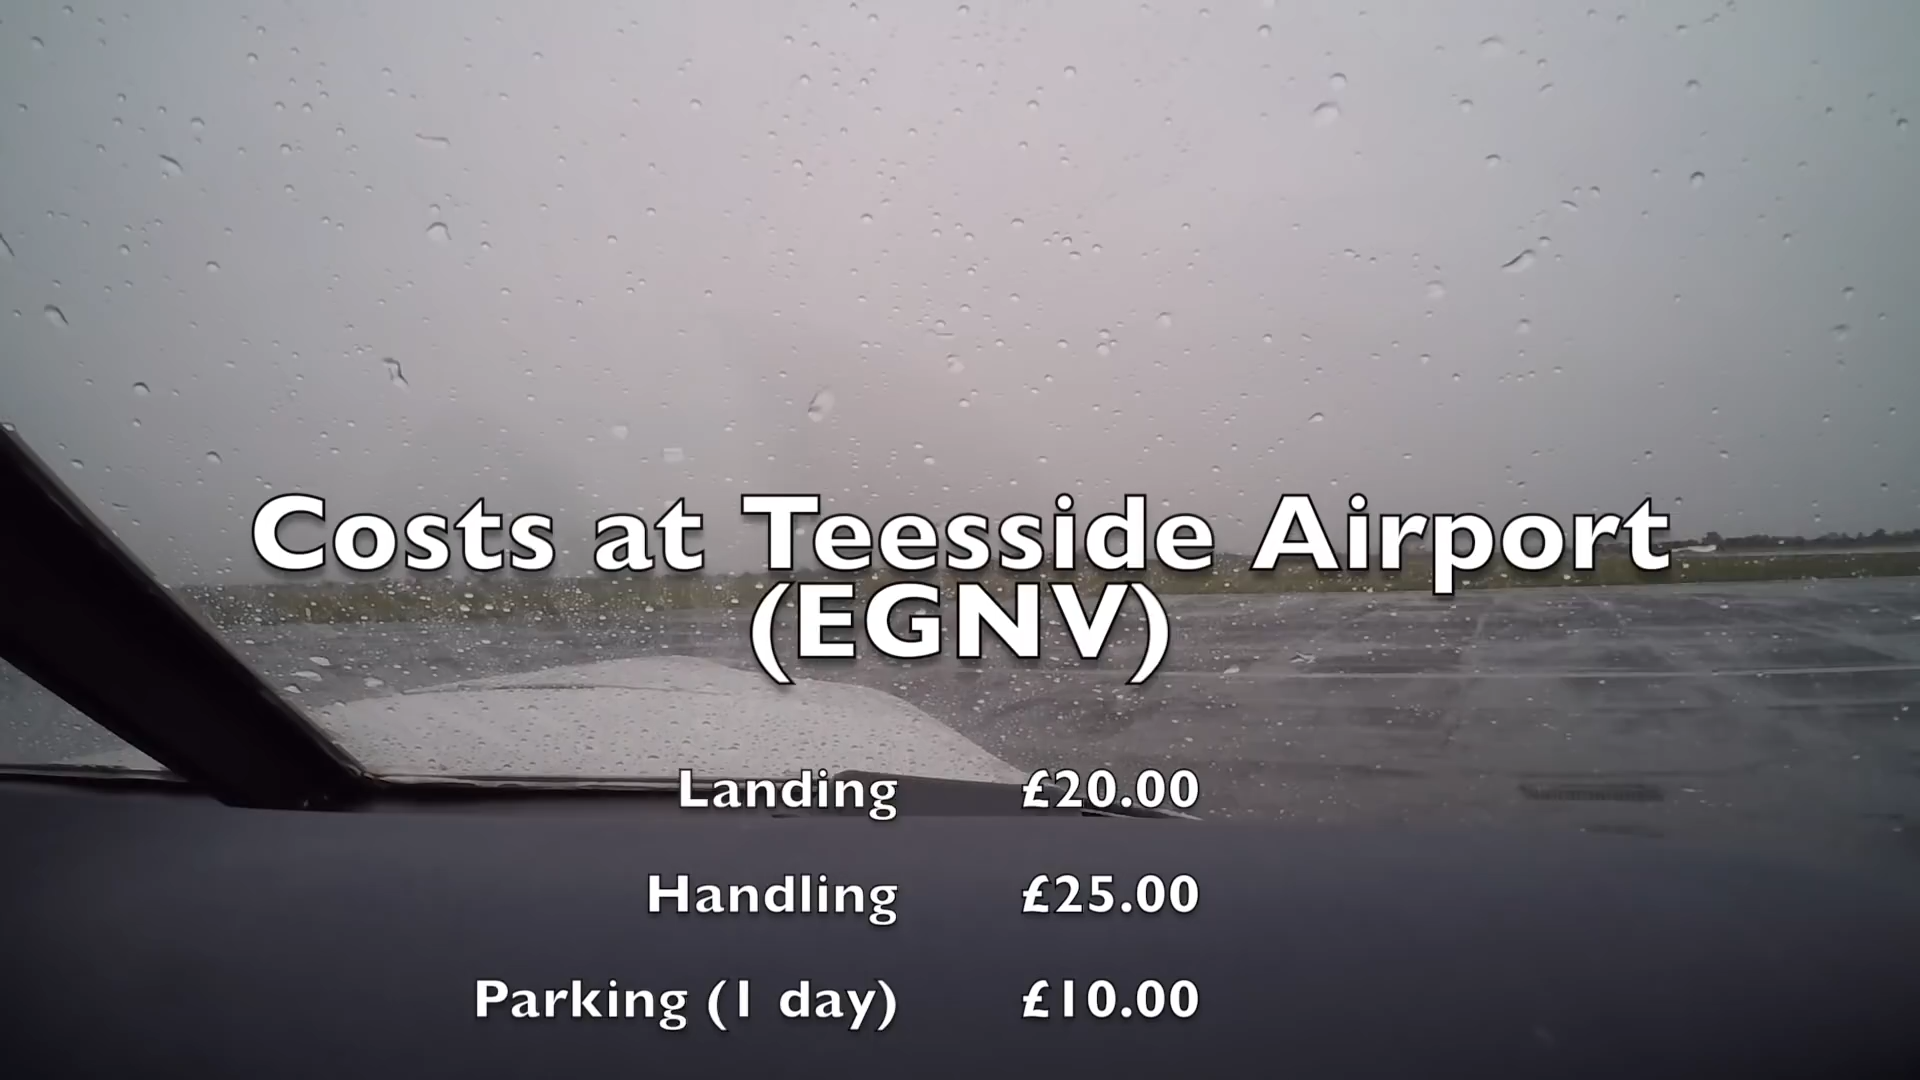 Costs at Teesside Airport
(EGNV)
Landing £20.00
Handling £25.00
Parking (1 day) £10.00